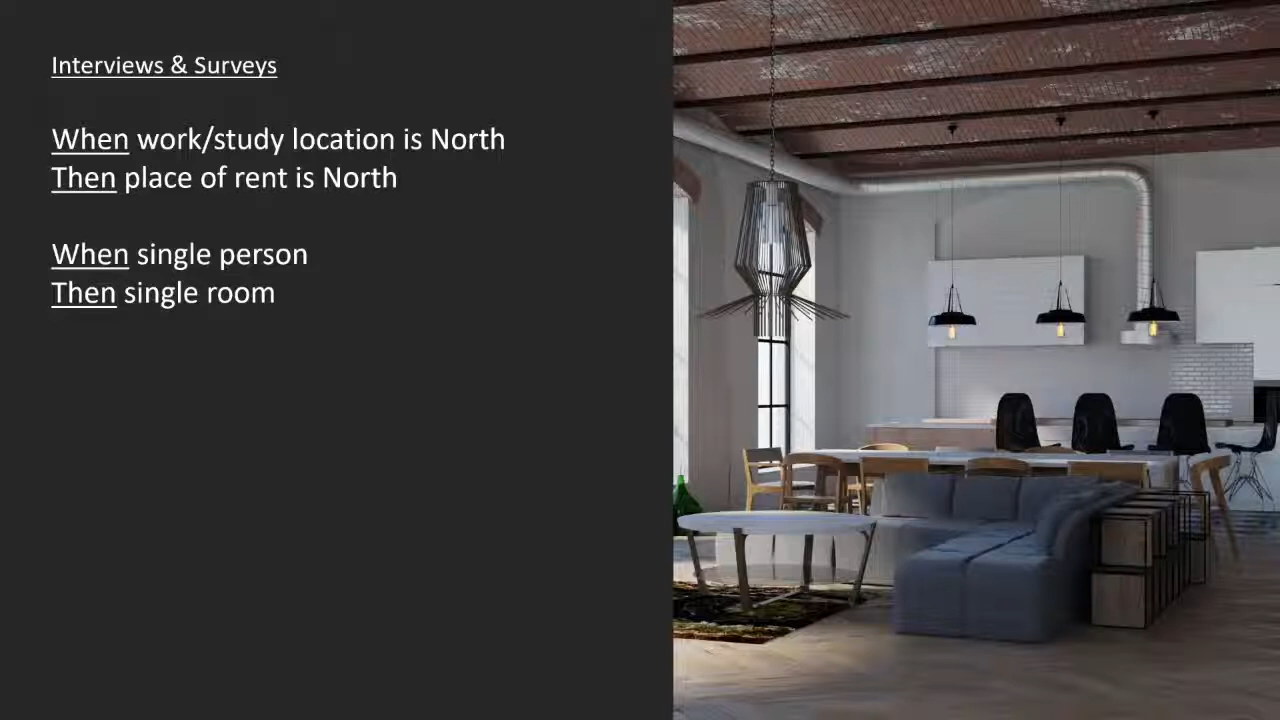 Interviews & Surveys
When work/study location is North
Then place of rent is North
When single person
Then single room